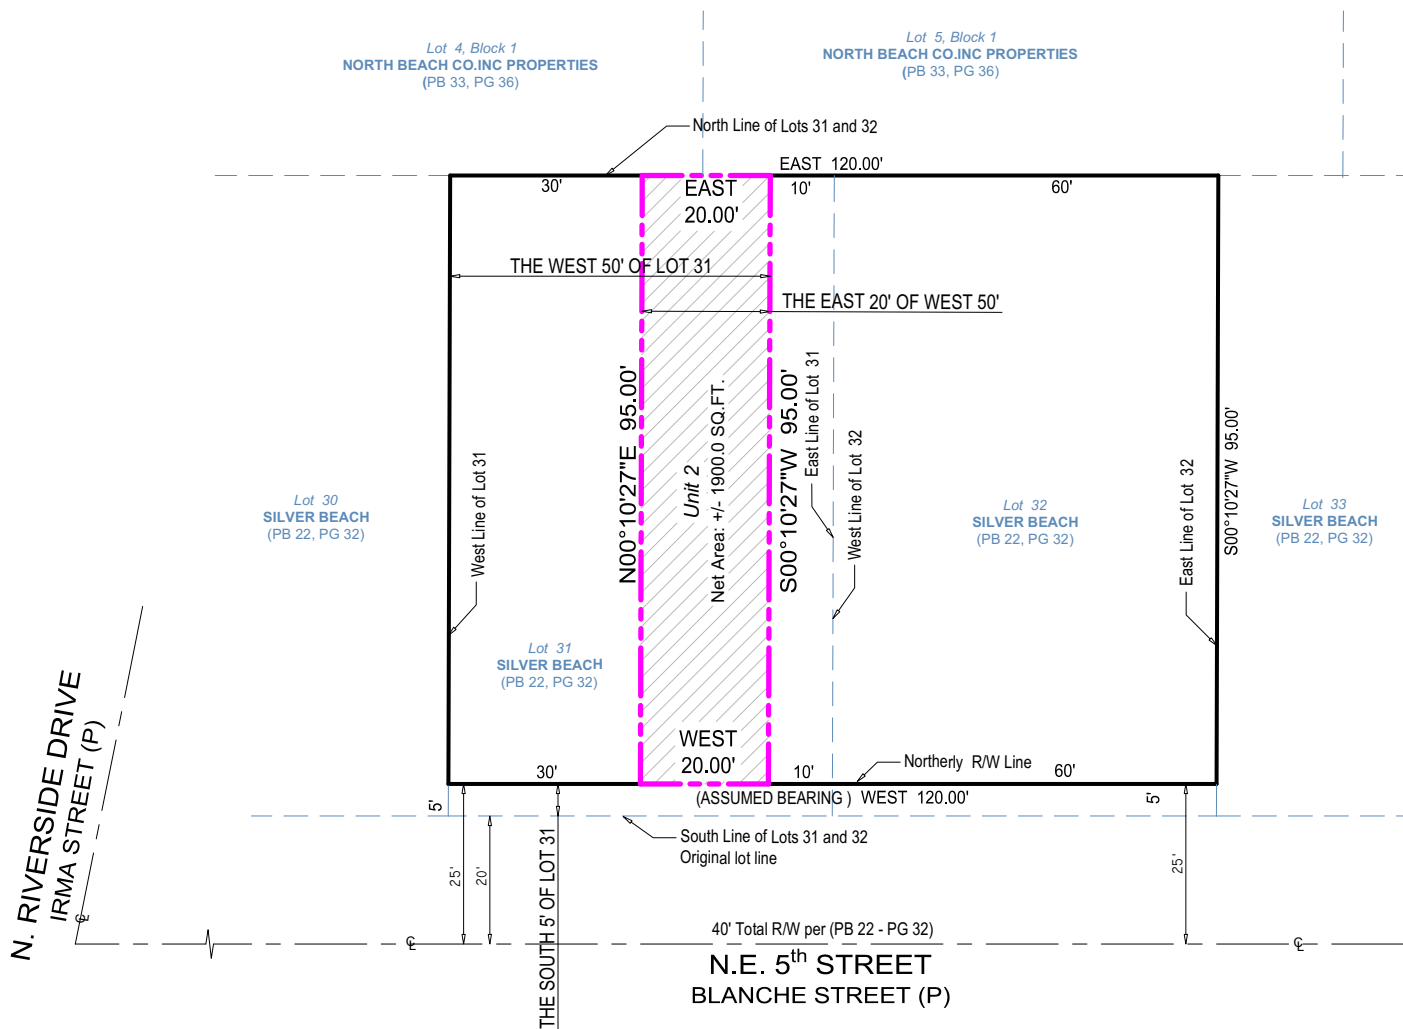 Lot 4, Block 1
NORTH BEACH CO.INC PROPERTIES
(PB 33, PG 36)
Lot 5, Block 1
NORTH BEACH CO.INC PROPERTIES
(PB 33, PG 36)
North Line of Lots 31 and 32
EAST 120.00'
30'
EAST
20.00'
10'
60'
THE WEST 50' OF LOT 31
THE EAST 20' OF WEST 50'
West Line of Lot 31
N00°10'27"E 95.00'
Unit 2
Net Area: +/- 1900.0 SQ.FT.
S00°10'27"W 95.00'
East Line of Lot 31
West Line of Lot 32
East Line of Lot 32
S00°10'27"W 95.00'
Lot 30
SILVER BEACH
(PB 22, PG 32)
Lot 32
SILVER BEACH
(PB 22, PG 32)
Lot 33
SILVER BEACH
(PB 22, PG 32)
Lot 31
SILVER BEACH
(PB 22, PG 32)
N. RIVERSIDE DRIVE
IRMA STREET (P)
CL
30'
WEST
20.00'
10'
Northerly R/W Line
60'
(ASSUMED BEARING ) WEST 120.00'
5'
5'
South Line of Lots 31 and 32
Original lot line
25'
20'
THE SOUTH 5' OF LOT 31
25'
40' Total R/W per (PB 22 - PG 32)
CL
CL
N.E. 5th STREET
BLANCHE STREET (P)